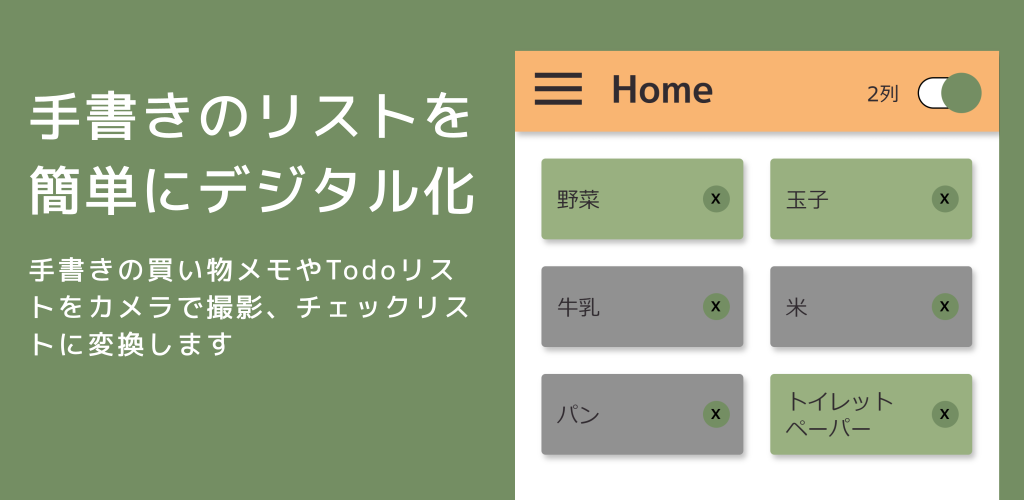 手書きのリストを
簡単にデジタル化
手書きの買い物メモやTodoリス
トをカメラで撮影、チェックリス
トに変換します
Home
2列
野菜
X
玉子
X
牛乳
X
米
X
パン
X
トイレット
ペーパー
X